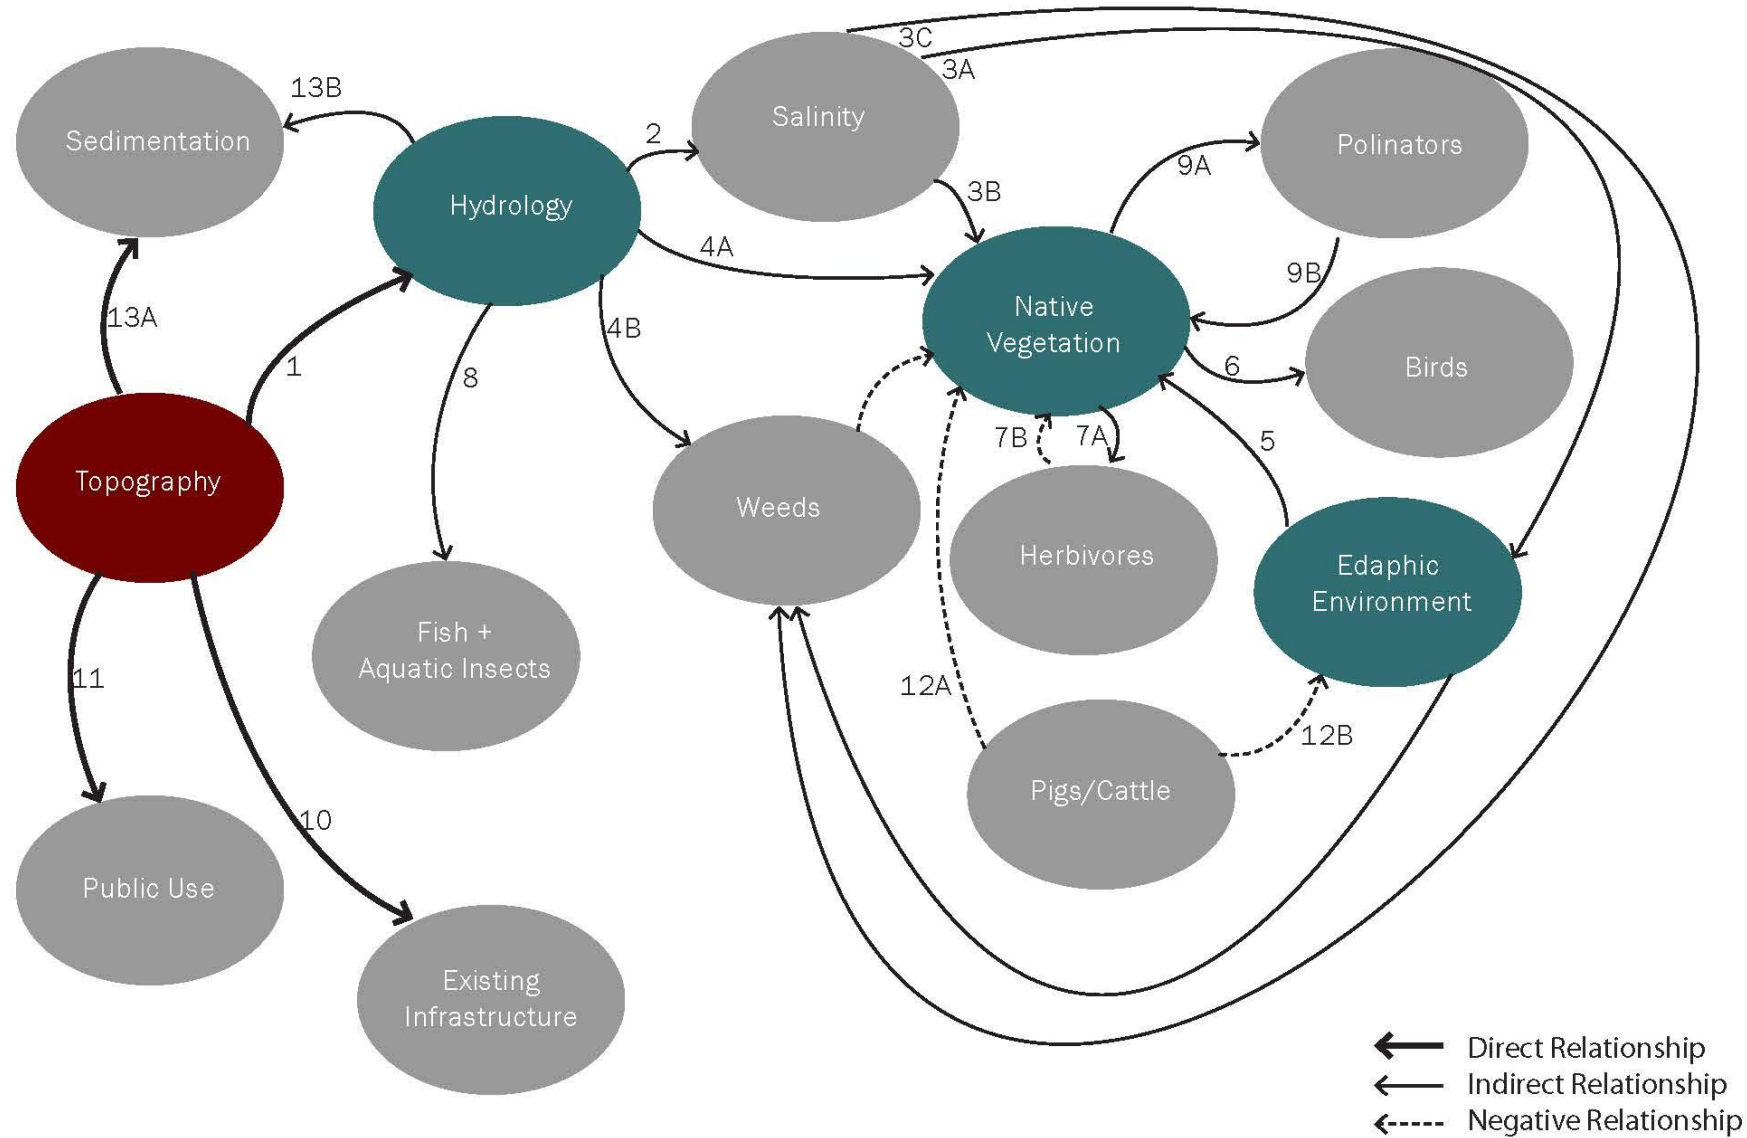 3C
3A
13B
Sedimentation
Hydrology
2
Salinity
3B
4A
9A
Polinators
9B
13A
1
8
4B
Native
Vegetation
6
Birds
7B
7A
5
Topography
Weeds
Herbivores
Edaphic
Environment
Fish +
Aquatic Insects
11
12A
12B
Pigs/Cattle
10
Public Use
Existing
Infrastructure
Direct Relationship
Indirect Relationship
Negative Relationship